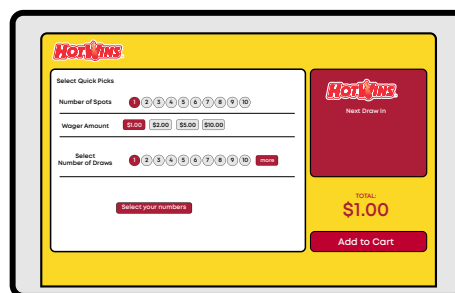 HOTWINS
Select Quick Picks
Number of Spots 1 2 3 4 5 6 7 8 9 10
Wager Amount $1.00 $2.00 $5.00 $10.00
Select
Number of Draws 1 2 3 4 5 6 7 8 9 10 more
Select your numbers
HOTWINS
Next Draw In
TOTAL:
$1.00
Add to Cart